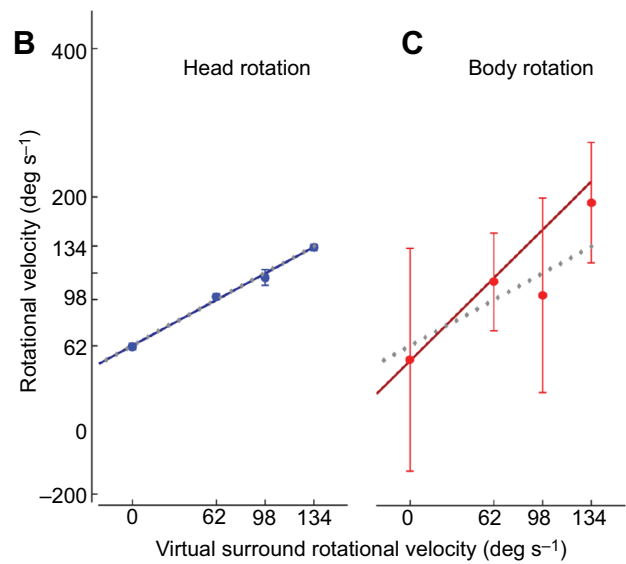 B
C
Head rotation
Body rotation
Rotational velocity (deg s⁻¹)
400
200
134
98
62
0
–200
0 62 98 134
0 62 98 134
Virtual surround rotational velocity (deg s⁻¹)